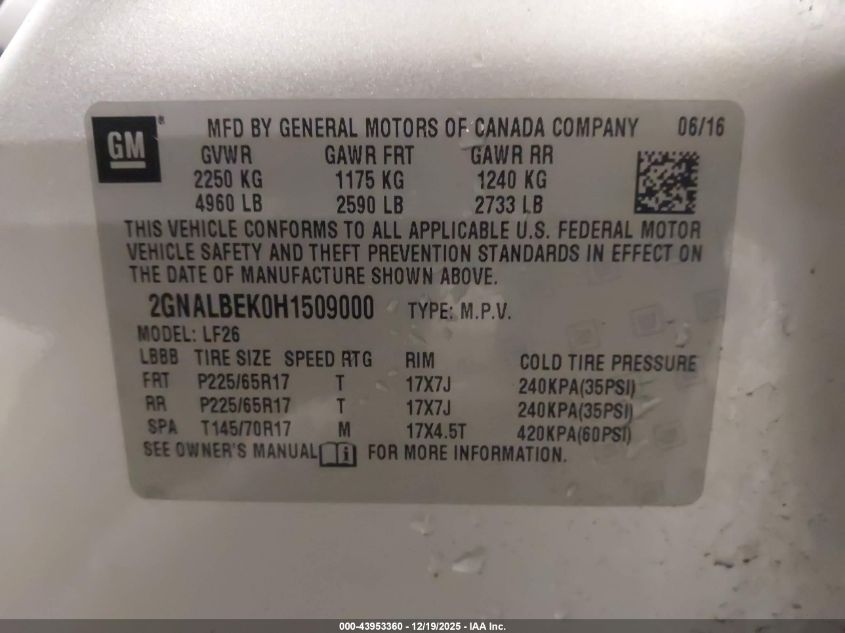 GM® MFD BY GENERAL MOTORS OF CANADA COMPANY 06/16
GVWR GAWR FRT GAWR RR
2250 KG 1175 KG 1240 KG
4960 LB 2590 LB 2733 LB
THIS VEHICLE CONFORMS TO ALL APPLICABLE U.S. FEDERAL MOTOR
VEHICLE SAFETY AND THEFT PREVENTION STANDARDS IN EFFECT ON
THE DATE OF MANUFACTURE SHOWN ABOVE.
2GNALBEK0H1509000 TYPE: M.P.V.
MODEL: LF26
LBBB TIRE SIZE SPEED RTG RIM COLD TIRE PRESSURE
FRT P225/65R17 T 17X7J 240KPA(35PSI)
RR P225/65R17 T 17X7J 240KPA(35PSI)
SPA T145/70R17 M 17X4.5T 420KPA(60PSI)
SEE OWNER'S MANUAL i FOR MORE INFORMATION.
000-43953360 - 12/19/2025 - IAA Inc.